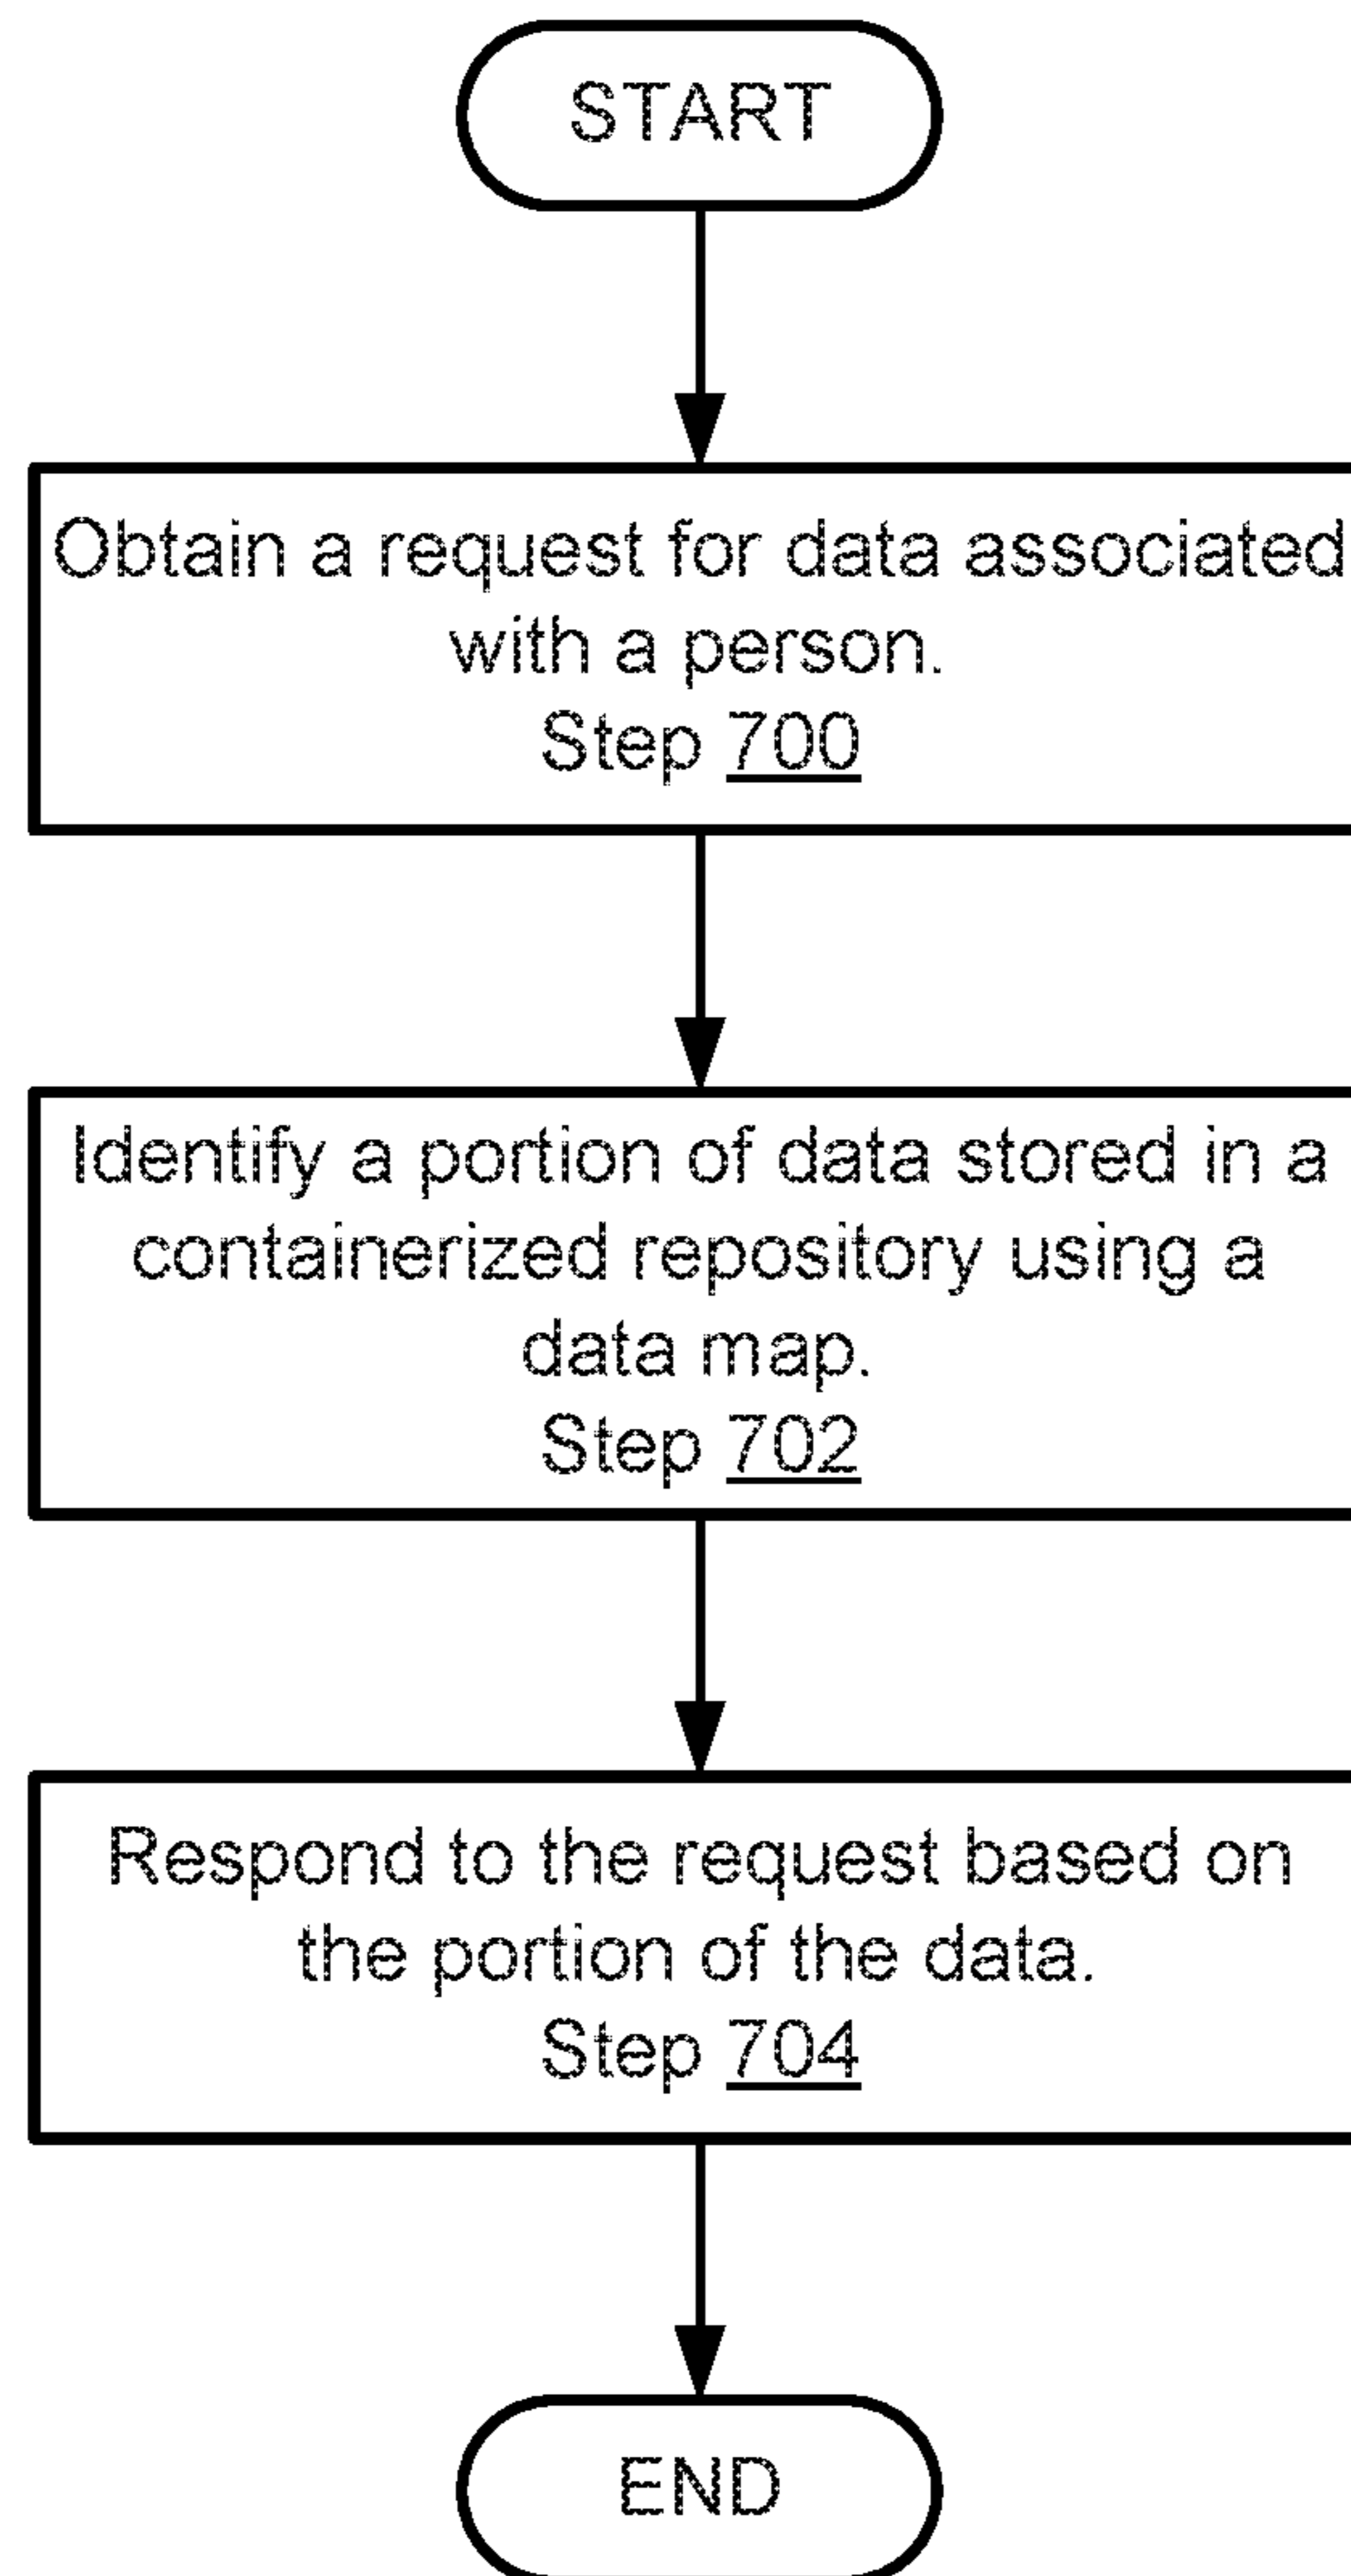 START
Obtain a request for data associated
with a person.
Step 700
Identify a portion of data stored in a
containerized repository using a
data map.
Step 702
Respond to the request based on
the portion of the data.
Step 704
END